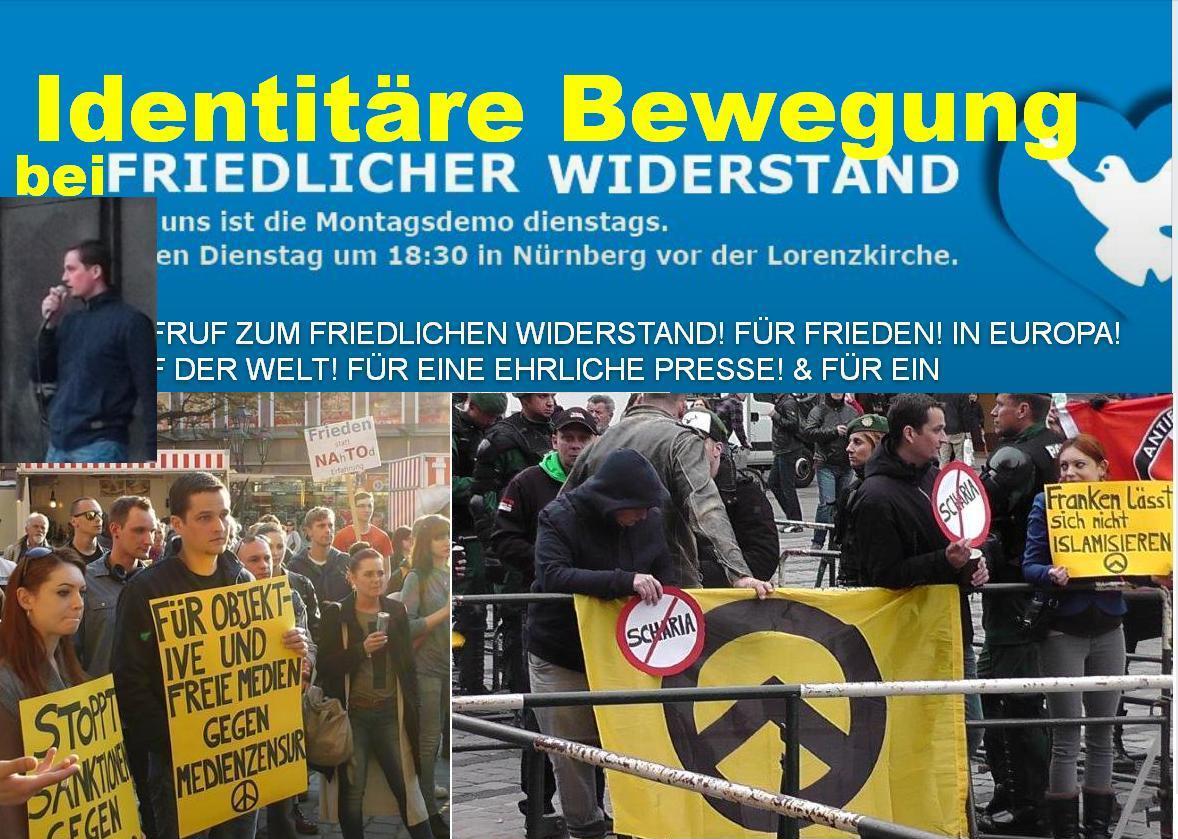 Identitäre Bewegung
bei FRIEDLICHER WIDERSTAND
uns ist die Montagsdemo dienstags.
en Dienstag um 18:30 in Nürnberg vor der Lorenzkirche.
FRUF ZUM FRIEDLICHEN WIDERSTAND! FÜR FRIEDEN! IN EUROPA!
F DER WELT! FÜR EINE EHRLICHE PRESSE! & FÜR EIN
Frieden
statt
NAhTOd
Erfahrung
FÜR OBJEKT-
IVE UND
FREIE MEDIEN
GEGEN
MEDIENZENSUR
STOPPT
SANKTIONEN
GEGEN
SCHARIA
SCHARIA
Franken lässt
sich nicht
ISLAMISIEREN
ANTIF